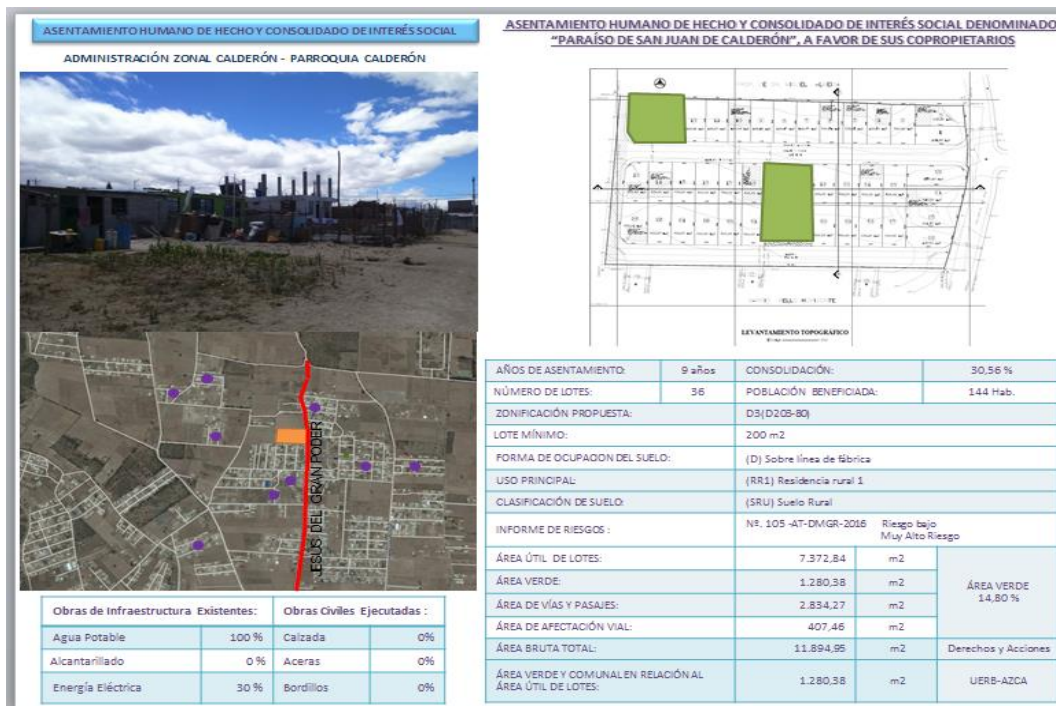 ASENTAMIENTO HUMANO DE HECHO Y CONSOLIDADO DE INTERÉS SOCIAL
ADMINISTRACIÓN ZONAL CALDERÓN - PARROQUIA CALDERÓN
JESUS DEL GRAN PODER
Obras de Infraestructura Existentes: Obras Civiles Ejecutadas :
Agua Potable 100 % Calzada 0%
Alcantarillado 0 % Aceras 0%
Energía Eléctrica 30 % Bordillos 0%
ASENTAMIENTO HUMANO DE HECHO Y CONSOLIDADO DE INTERÉS SOCIAL DENOMINADO
“PARAÍSO DE SAN JUAN DE CALDERÓN”, A FAVOR DE SUS COPROPIETARIOS
LEVANTAMIENTO TOPOGRÁFICO
AÑOS DE ASENTAMIENTO: 9 años CONSOLIDACIÓN: 30,56 %
NÚMERO DE LOTES: 36 POBLACIÓN BENEFICIADA: 144 Hab.
ZONIFICACIÓN PROPUESTA: D3(D203-80)
LOTE MÍNIMO: 200 m2
FORMA DE OCUPACION DEL SUELO: (D) Sobre línea de fábrica
USO PRINCIPAL: (RR1) Residencia rural 1
CLASIFICACIÓN DE SUELO: (SRU) Suelo Rural
INFORME DE RIESGOS : Nº. 105 -AT-DMGR-2016 Riesgo bajo
Muy Alto Riesgo
ÁREA ÚTIL DE LOTES: 7.372,84 m2
ÁREA VERDE: 1.280,38 m2
ÁREA VERDE
14,80 %
ÁREA DE VÍAS Y PASAJES: 2.834,27 m2
ÁREA DE AFECTACIÓN VIAL: 407,46 m2
ÁREA BRUTA TOTAL: 11.894,95 m2 Derechos y Acciones
ÁREA VERDE Y COMUNAL EN RELACIÓN AL
ÁREA ÚTIL DE LOTES: 1.280,38 m2 UERB-AZCA